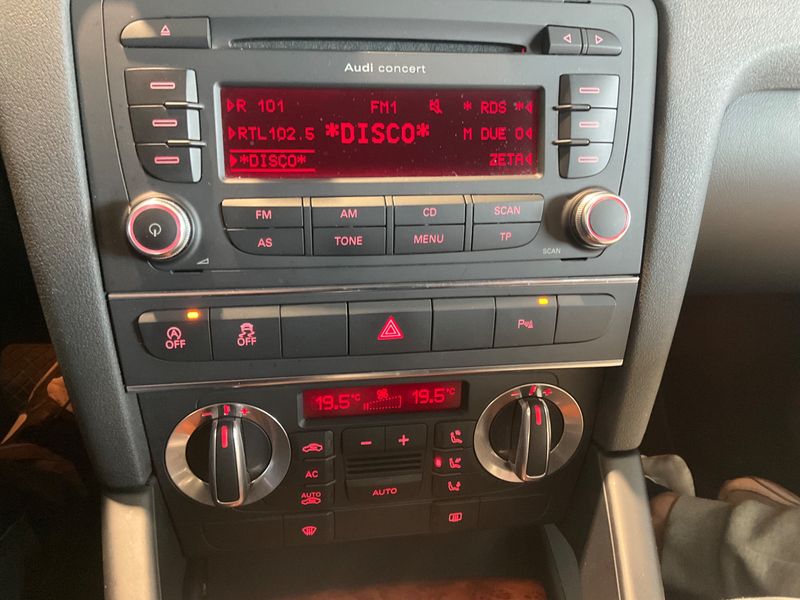 Audi concert
R 101 FM1 * RDS *
RTL102.5 *DISCO* M DUE O
*DISCO* ZETA
FM AM CD SCAN
AS TONE MENU TP
SCAN
A OFF OFF P
19.5°C 19.5°C
- + - + - +
AC
AUTO AUTO